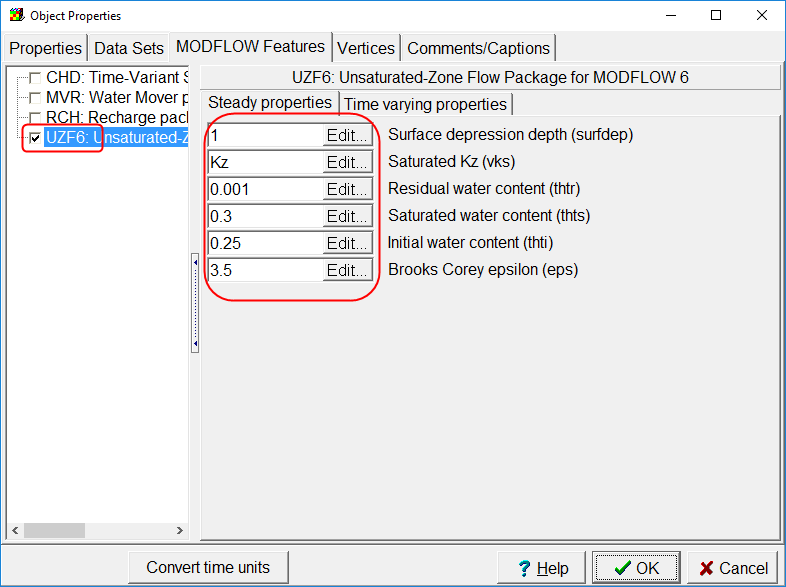 Object Properties
Properties Data Sets MODFLOW Features Vertices Comments/Captions
CHD: Time-Variant S
MVR: Water Mover p
RCH: Recharge pack
UZF6: Unsaturated-Z
UZF6: Unsaturated-Zone Flow Package for MODFLOW 6
Steady properties Time varying properties
1 Edit... Surface depression depth (surfdep)
Kz Edit... Saturated Kz (vks)
0.001 Edit... Residual water content (thtr)
0.3 Edit... Saturated water content (thts)
0.25 Edit... Initial water content (thti)
3.5 Edit... Brooks Corey epsilon (eps)
Convert time units ? Help OK Cancel